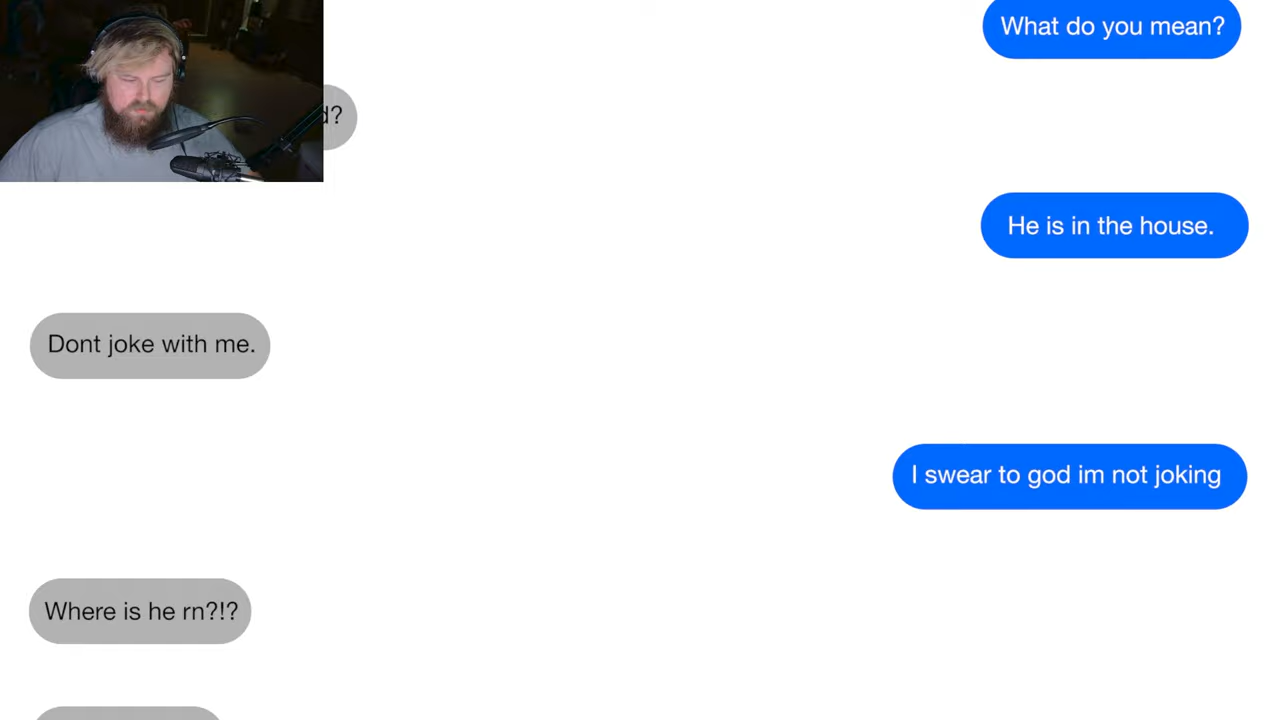 What do you mean?
He is in the house.
Dont joke with me.
I swear to god im not joking
Where is he rn?!?